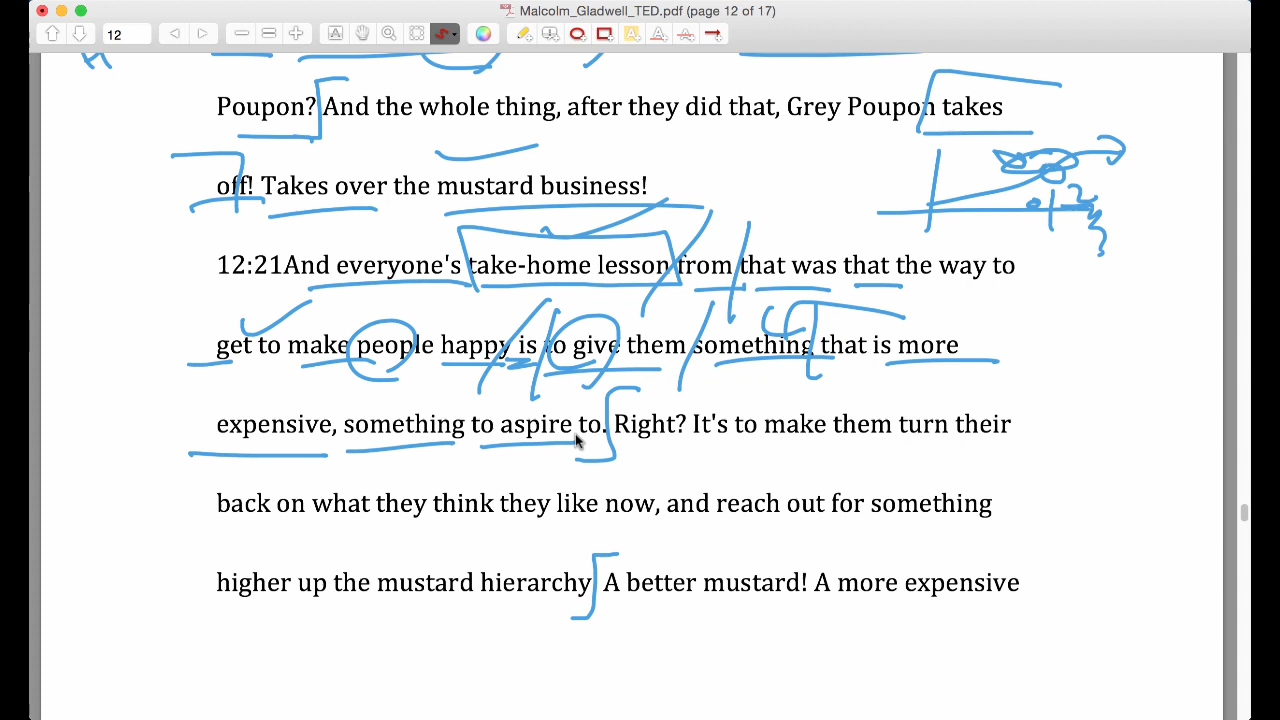 Malcolm_Gladwell_TED.pdf (page 12 of 17)
12
Poupon? And the whole thing, after they did that, Grey Poupon takes
off! Takes over the mustard business!
12:21And everyone's take-home lesson from that was that the way to
get to make people happy is to give them something that is more
expensive, something to aspire to. Right? It's to make them turn their
back on what they think they like now, and reach out for something
higher up the mustard hierarchy. A better mustard! A more expensive